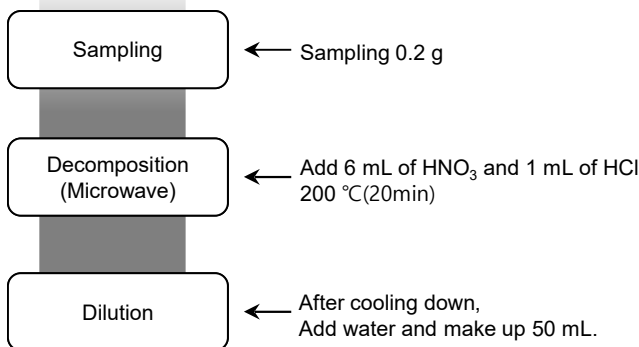 Sampling
Sampling 0.2 g
Decomposition
(Microwave)
Add 6 mL of HNO₃ and 1 mL of HCl
200 ℃(20min)
Dilution
After cooling down,
Add water and make up 50 mL.